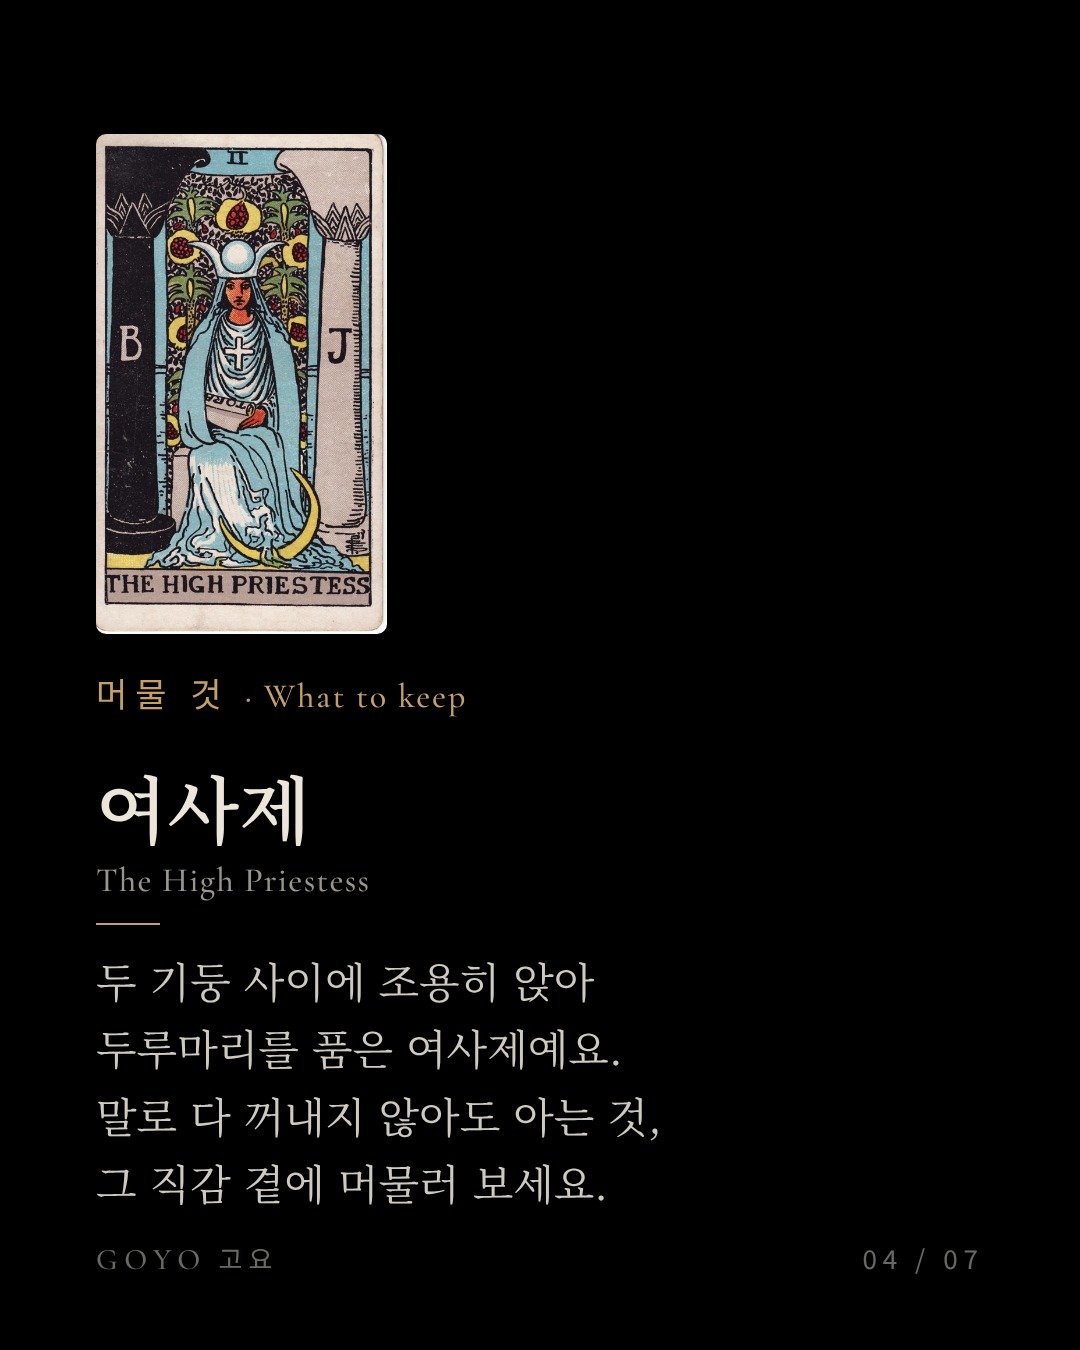 II
B
J
TORA
THE HIGH PRIESTESS
머물 것 · What to keep
여사제
The High Priestess
두 기둥 사이에 조용히 앉아
두루마리를 품은 여사제예요.
말로 다 꺼내지 않아도 아는 것,
그 직감 곁에 머물러 보세요.
GOYO 고요
04 / 07